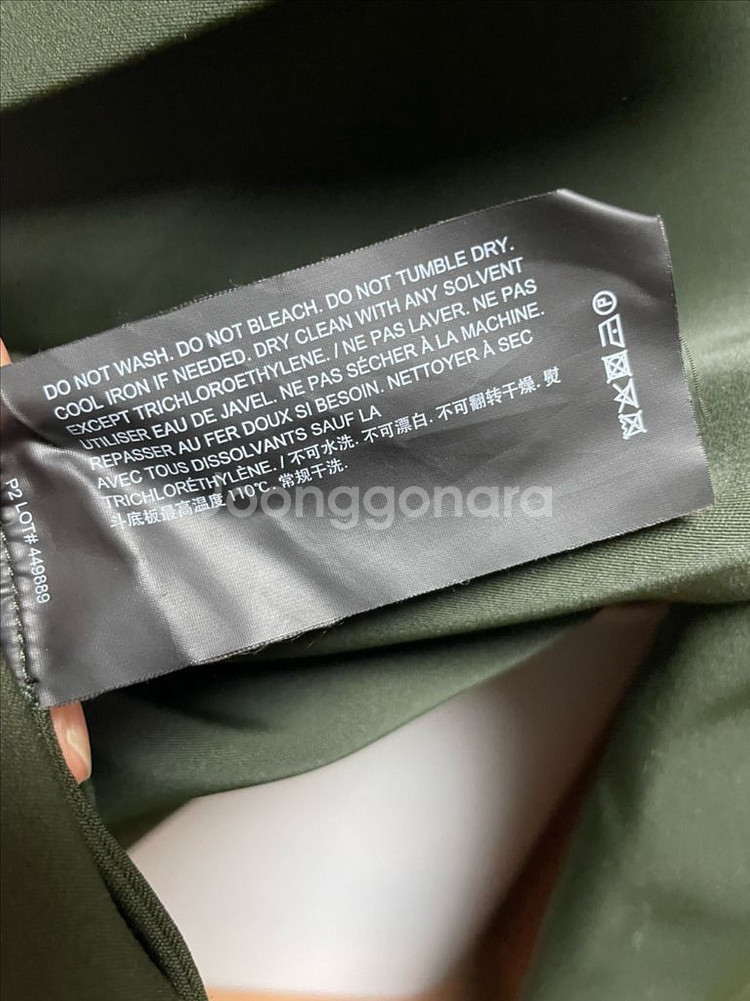 DO NOT WASH. DO NOT BLEACH. DO NOT TUMBLE DRY.
COOL IRON IF NEEDED. DRY CLEAN WITH ANY SOLVENT
EXCEPT TRICHLOROETHYLENE. / NE PAS LAVER. NE PAS
UTILISER EAU DE JAVEL. NE PAS SÉCHER À LA MACHINE.
REPASSER AU FER DOUX SI BESOIN. NETTOYER À SEC
AVEC TOUS DISSOLVANTS SAUF LA
TRICHLORÉTHYLÈNE. / 不可水洗. 不可漂白. 不可翻转干燥. 熨
斗底板最高温度110℃. 常规干洗.
P
P2 LOT# 449889
joonggonara